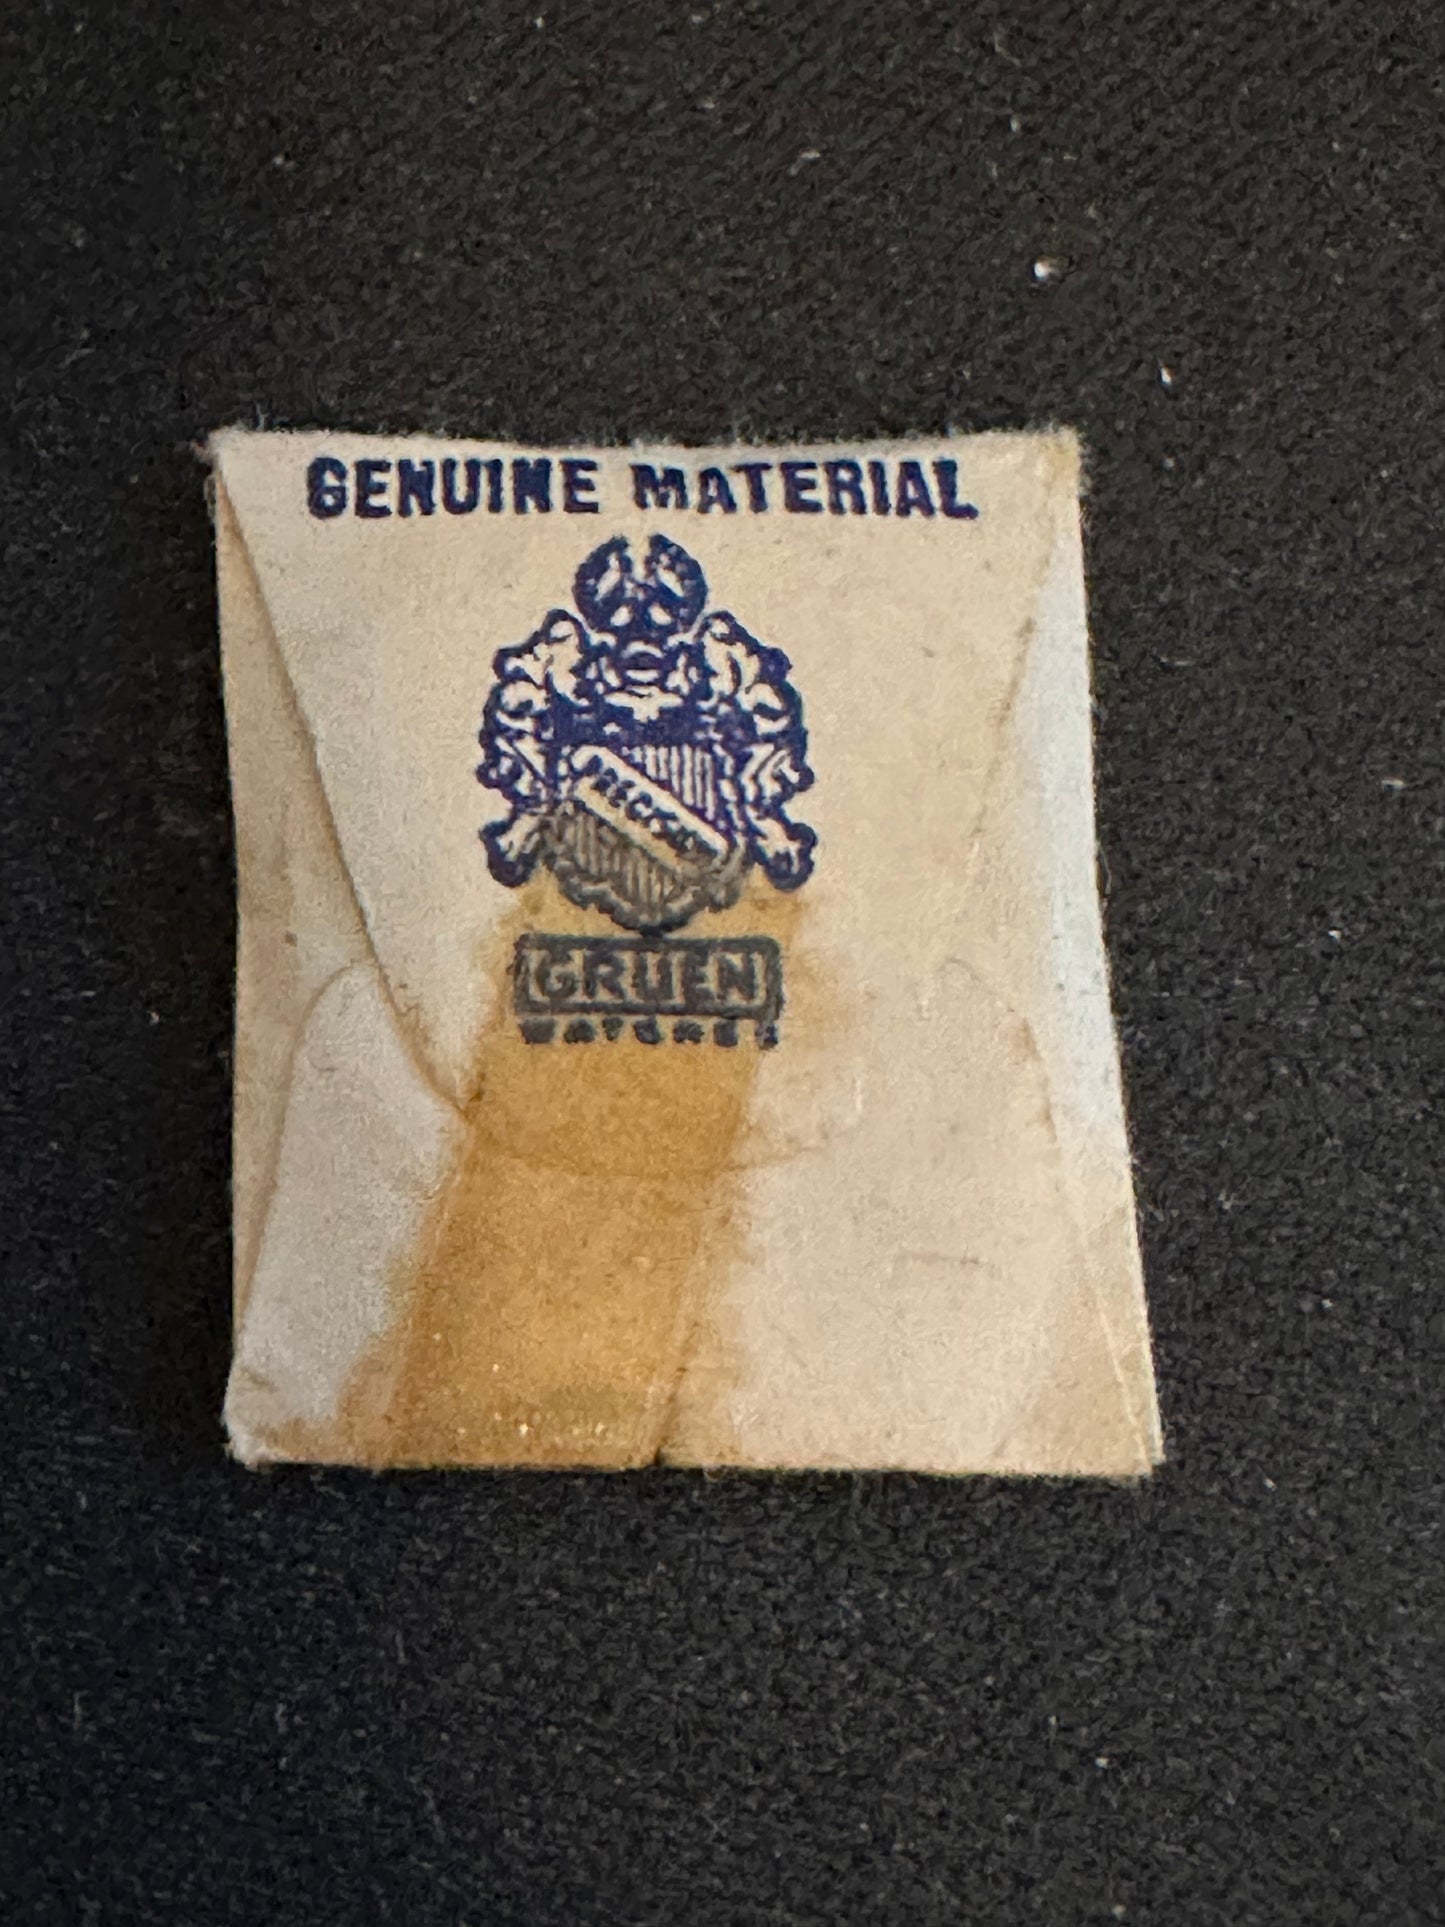 GENUINE MATERIAL
PRECISION
GRUEN
WATCHES